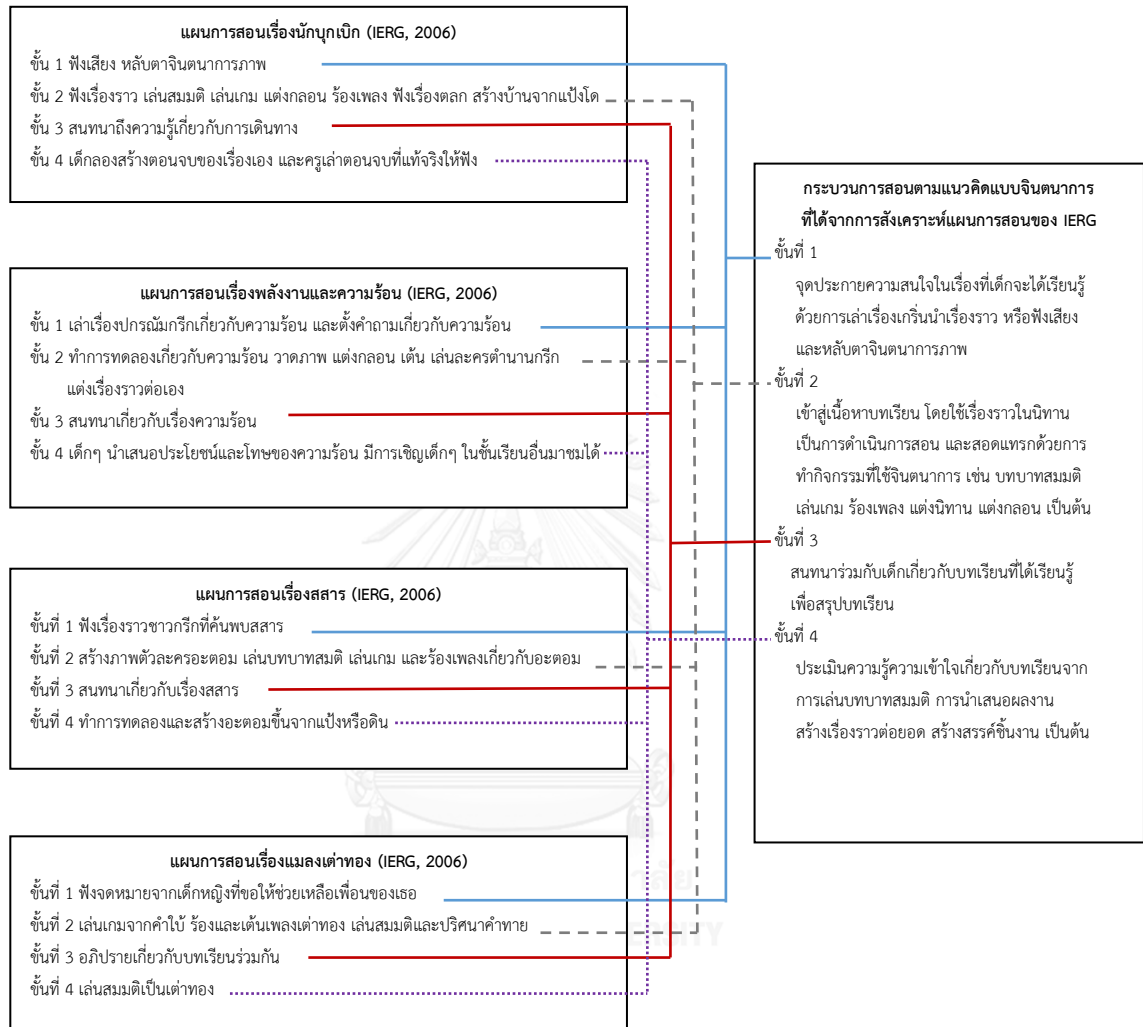 แผนการสอนเรื่องนักบุกเบิก (IERG, 2006)
ขั้น 1 ฟังเสียง หลับตาจินตนาการภาพ
ขั้น 2 ฟังเรื่องราว เล่นสมมติ เล่นเกม แต่งกลอน ร้องเพลง ฟังเรื่องตลก สร้างบ้านจากแป้งโด
ขั้น 3 สนทนาถึงความรู้เกี่ยวกับการเดินทาง
ขั้น 4 เด็กลองสร้างตอนจบของเรื่องเอง และครูเล่าตอนจบที่แท้จริงให้ฟัง
แผนการสอนเรื่องพลังงานและความร้อน (IERG, 2006)
ขั้น 1 เล่าเรื่องปกรณัมกรีกเกี่ยวกับความร้อน และตั้งคำถามเกี่ยวกับความร้อน
ขั้น 2 ทำการทดลองเกี่ยวกับความร้อน วาดภาพ แต่งกลอน เต้น เล่นละครตำนานกรีก
แต่งเรื่องราวต่อเอง
ขั้น 3 สนทนาเกี่ยวกับเรื่องความร้อน
ขั้น 4 เด็กๆ นำเสนอประโยชน์และโทษของความร้อน มีการเชิญเด็กๆ ในชั้นเรียนอื่นมาชมได้
แผนการสอนเรื่องสสาร (IERG, 2006)
ขั้นที่ 1 ฟังเรื่องราวชาวกรีกที่ค้นพบสสาร
ขั้นที่ 2 สร้างภาพตัวละครอะตอม เล่นบทบาทสมติ เล่นเกม และร้องเพลงเกี่ยวกับอะตอม
ขั้นที่ 3 สนทนาเกี่ยวกับเรื่องสสาร
ขั้นที่ 4 ทำการทดลองและสร้างอะตอมขึ้นจากแป้งหรือดิน
แผนการสอนเรื่องแมลงเต่าทอง (IERG, 2006)
ขั้นที่ 1 ฟังจดหมายจากเด็กหญิงที่ขอให้ช่วยเหลือเพื่อนของเธอ
ขั้นที่ 2 เล่นเกมจากคำใบ้ ร้องและเต้นเพลงเต่าทอง เล่นสมมติและปริศนาคำทาย
ขั้นที่ 3 อภิปรายเกี่ยวกับบทเรียนร่วมกัน
ขั้นที่ 4 เล่นสมมติเป็นเต่าทอง
กระบวนการสอนตามแนวคิดแบบจินตนาการ
ที่ได้จากการสังเคราะห์แผนการสอนของ IERG
ขั้นที่ 1
จุดประกายความสนใจในเรื่องที่เด็กจะได้เรียนรู้
ด้วยการเล่าเรื่องเกริ่นนำเรื่องราว หรือฟังเสียง
และหลับตาจินตนาการภาพ
ขั้นที่ 2
เข้าสู่เนื้อหาบทเรียน โดยใช้เรื่องราวในนิทาน
เป็นการดำเนินการสอน และสอดแทรกด้วยการ
ทำกิจกรรมที่ใช้จินตนาการ เช่น บทบาทสมมติ
เล่นเกม ร้องเพลง แต่งนิทาน แต่งกลอน เป็นต้น
ขั้นที่ 3
สนทนาร่วมกับเด็กเกี่ยวกับบทเรียนที่ได้เรียนรู้
เพื่อสรุปบทเรียน
ขั้นที่ 4
ประเมินความรู้ความเข้าใจเกี่ยวกับบทเรียนจาก
การเล่นบทบาทสมมติ การนำเสนอผลงาน
สร้างเรื่องราวต่อยอด สร้างสรรค์ชิ้นงาน เป็นต้น